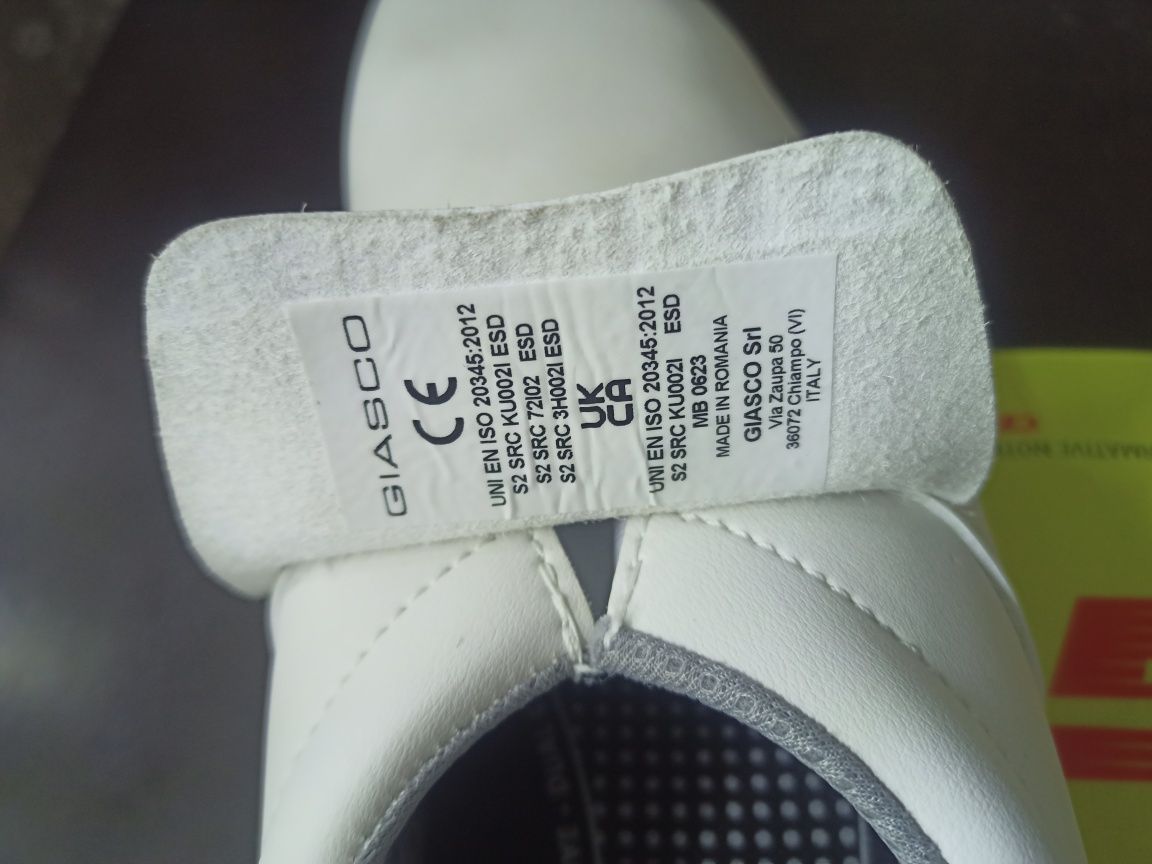 GIASCO
CE
UNI EN ISO 20345:2012
S2 SRC KU002I ESD
S2 SRC 72I02 ESD
S2 SRC 3H002I ESD
UK
CA
UNI EN ISO 20345:2012
S2 SRC KU002I ESD
MB 0623
MADE IN ROMANIA
GIASCO Srl
Via Zaupa 50
36072 Chiampo (VI)
ITALY